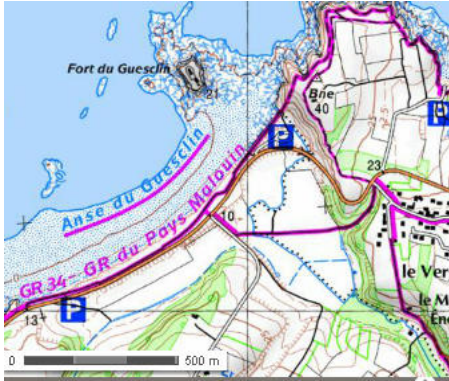 Fort du Guesclin
21
Bne
40
P
P
23
Anse du Guesclin
GR 34 - GR du Pays Malouin
10
le Ver
le M
Éno
P
13
0 500 m